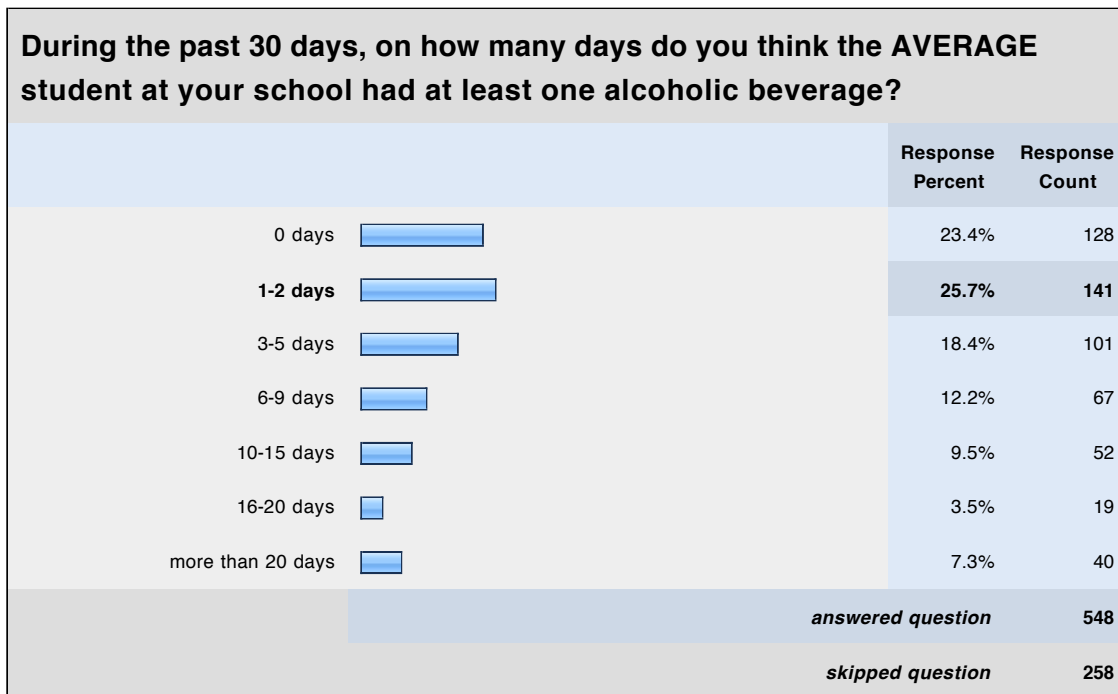 During the past 30 days, on how many days do you think the AVERAGE
student at your school had at least one alcoholic beverage?
Response Response
Percent Count
0 days 23.4% 128
1-2 days 25.7% 141
3-5 days 18.4% 101
6-9 days 12.2% 67
10-15 days 9.5% 52
16-20 days 3.5% 19
more than 20 days 7.3% 40
answered question 548
skipped question 258